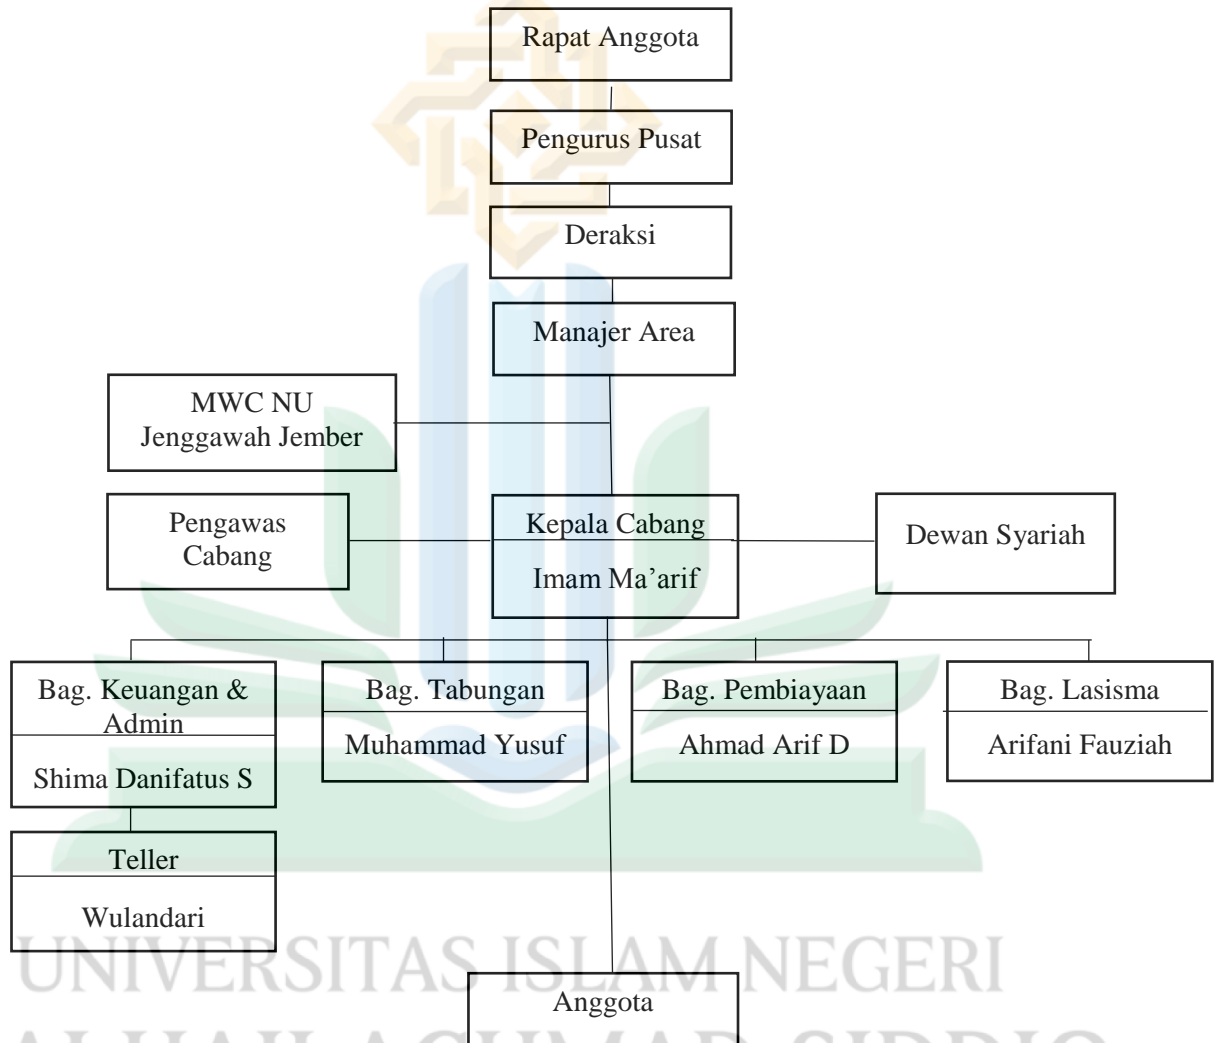 Rapat Anggota
Pengurus Pusat
Deraksi
Manajer Area
MWC NU
Jenggawah Jember
Pengawas
Cabang
Kepala Cabang
Imam Ma’arif
Dewan Syariah
Bag. Keuangan &
Admin
Shima Danifatus S
Bag. Tabungan
Muhammad Yusuf
Bag. Pembiayaan
Ahmad Arif D
Bag. Lasisma
Arifani Fauziah
Teller
Wulandari
UNIVERSITAS ISLAM NEGERI
Anggota
ACHMAD SIDDIQ